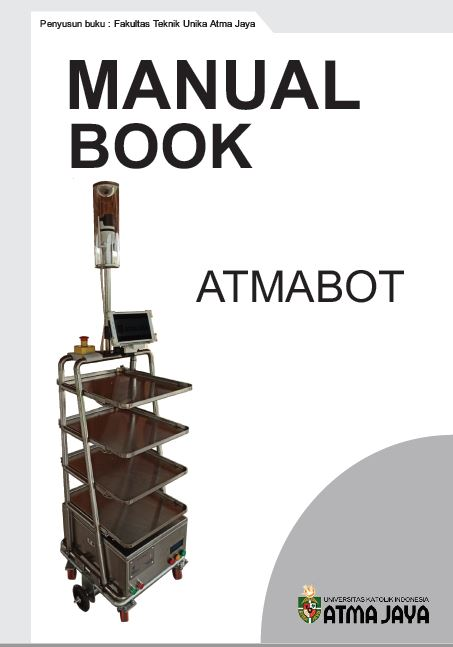 Penyusun buku : Fakultas Teknik Unika Atma Jaya
MANUAL
BOOK
ATMABOT
UNIVERSITAS KATOLIK INDONESIA
ATMA JAYA